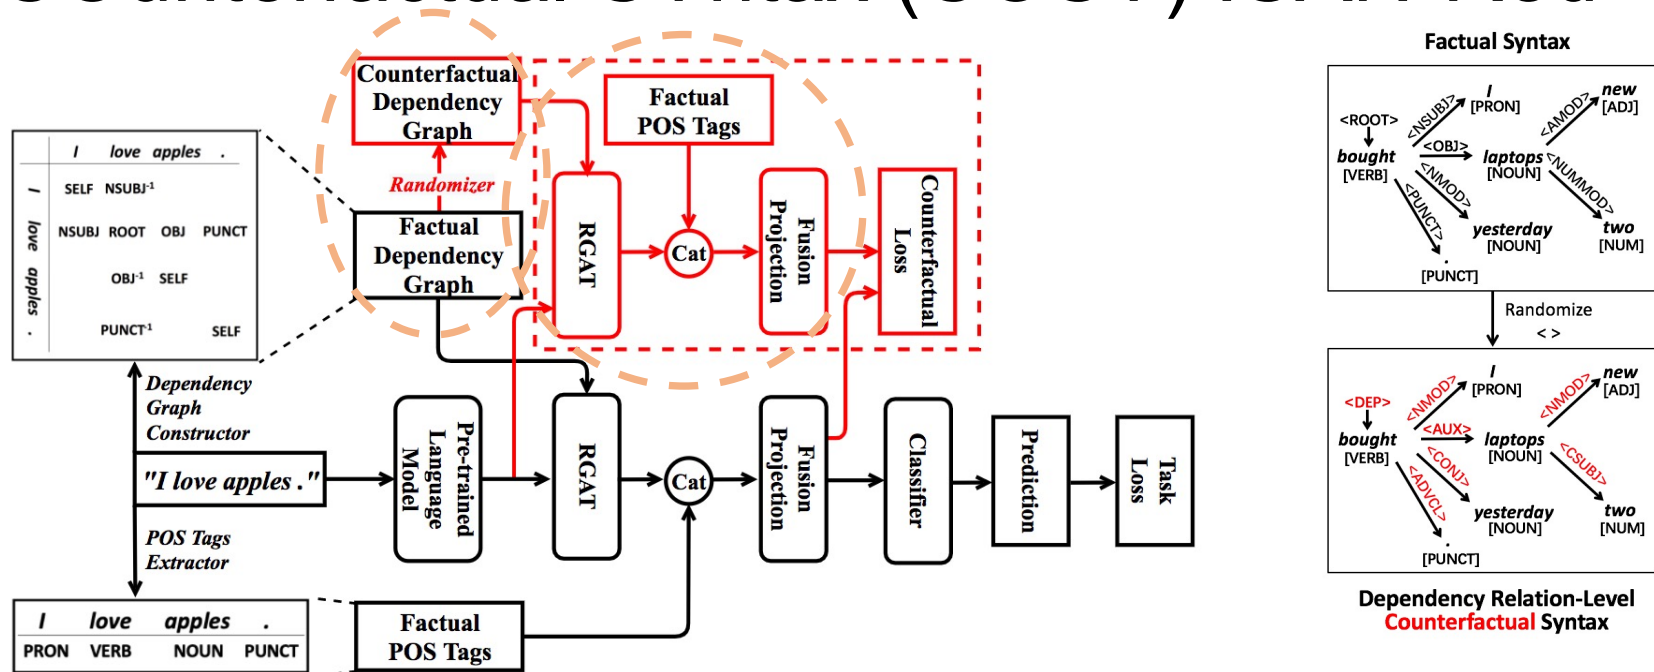 Counterfactual Syntax (COSY) for
Counterfactual
Dependency
Graph
Randomizer
Factual
Dependency
Graph
Factual
POS Tags
RGAT
Cat
Fusion
Projection
Counterfactual
Loss
I love apples .
I love apples .
SELF NSUBJ-1
NSUBJ ROOT OBJ PUNCT
OBJ-1 SELF
PUNCT-1 SELF
Dependency
Graph
Constructor
"I love apples ."
POS Tags
Extractor
I love apples .
PRON VERB NOUN PUNCT
Factual
POS Tags
Pre-trained
Language
Model
RGAT
Cat
Fusion
Projection
Classifier
Prediction
Task
Loss
Factual Syntax
<ROOT>
bought
[VERB]
<NSUBJ>
I
[PRON]
<OBJ>
laptops
[NOUN]
<AMOD>
new
[ADJ]
<NUMMOD>
two
[NUM]
<NMOD>
yesterday
[NOUN]
<PUNCT>
.
[PUNCT]
Randomize
< >
<DEP>
bought
[VERB]
<NMOD>
I
[PRON]
<AUX>
laptops
[NOUN]
<NMOD>
new
[ADJ]
<CSUBJ>
two
[NUM]
<CONJ>
yesterday
[NOUN]
<ADVCL>
.
[PUNCT]
Dependency Relation-Level
Counterfactual Syntax